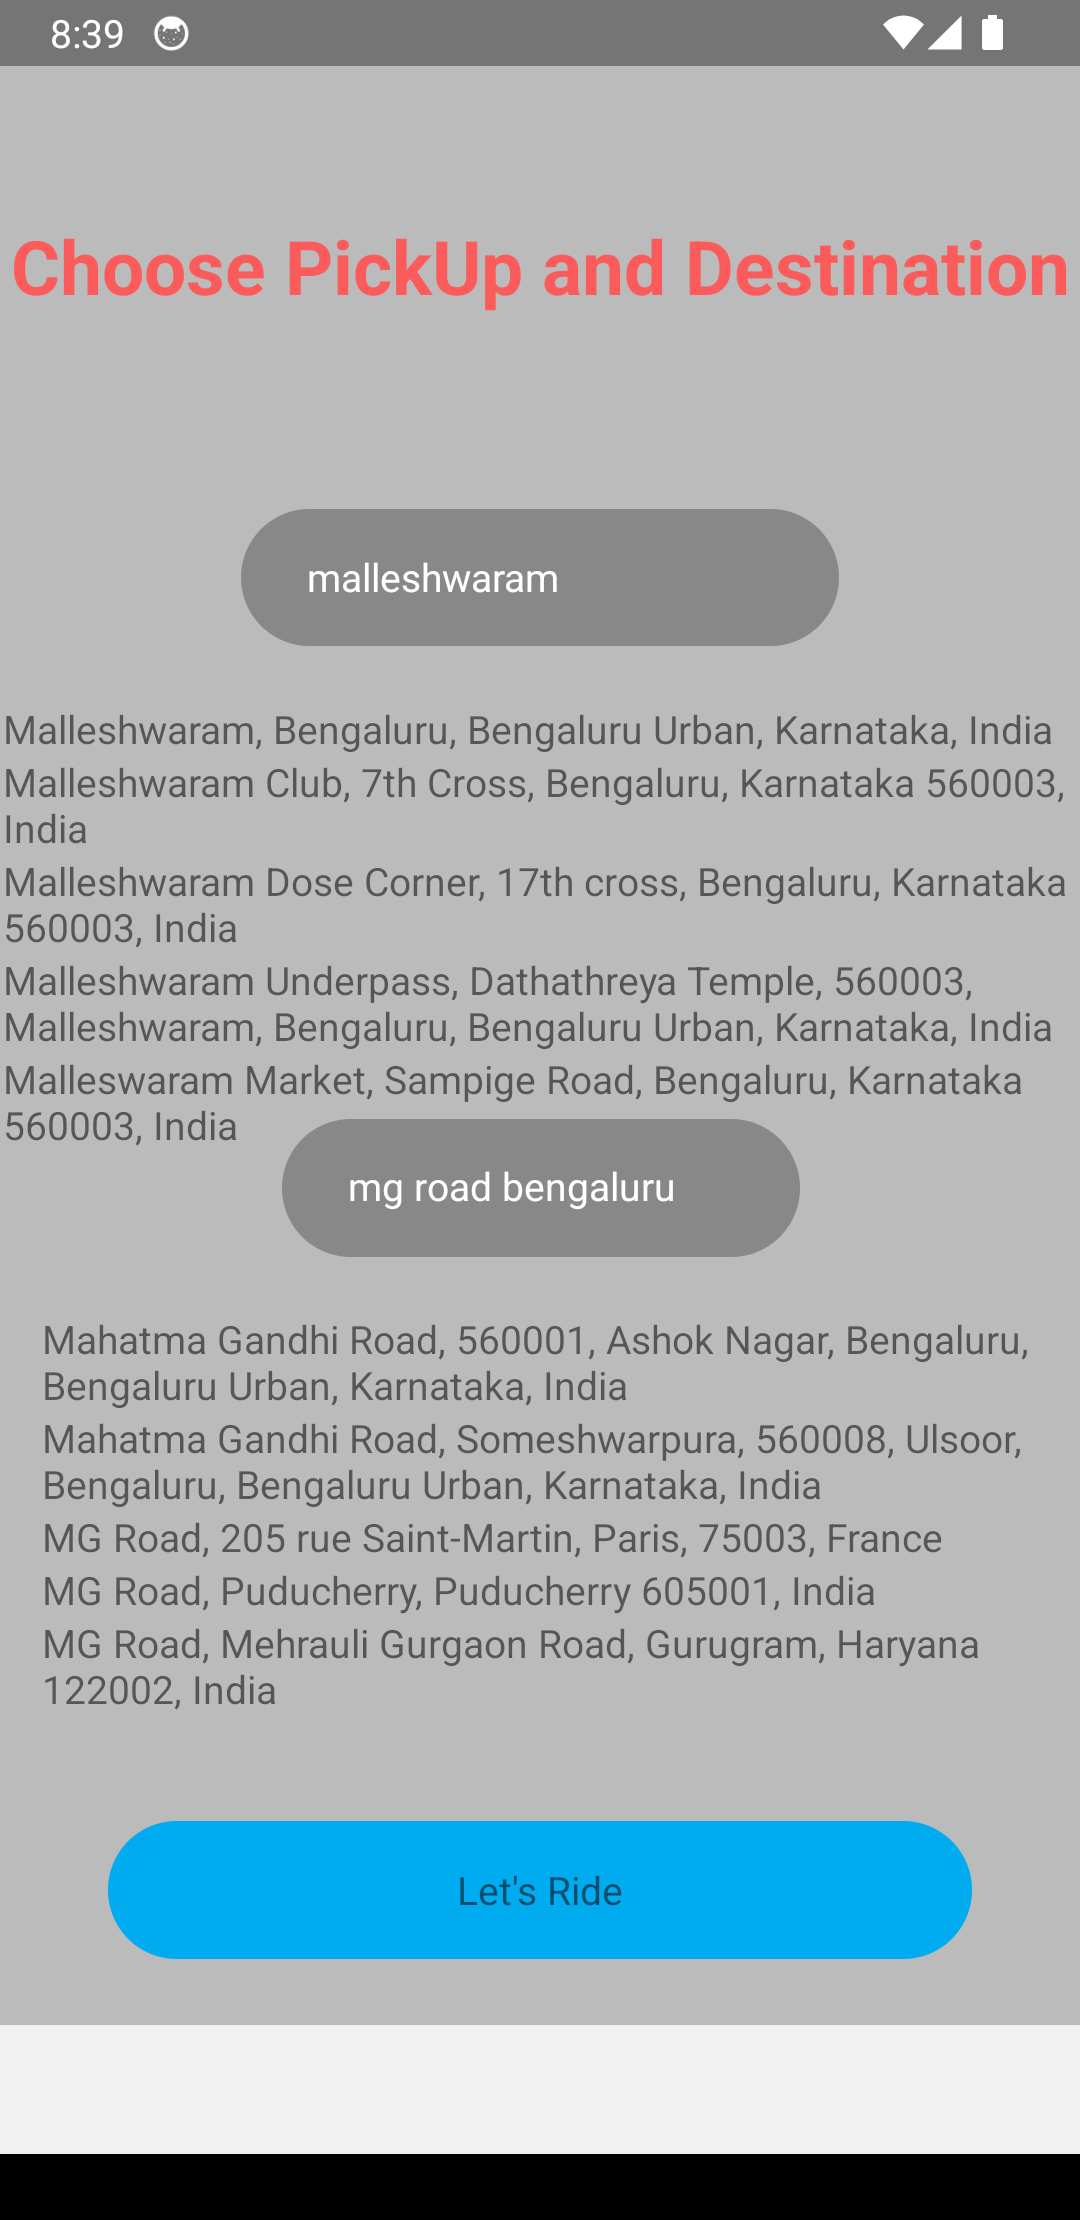 8:39
Choose PickUp and Destination
malleshwaram
Malleshwaram, Bengaluru, Bengaluru Urban, Karnataka, India
Malleshwaram Club, 7th Cross, Bengaluru, Karnataka 560003,
India
Malleshwaram Dose Corner, 17th cross, Bengaluru, Karnataka
560003, India
Malleshwaram Underpass, Dathathreya Temple, 560003,
Malleshwaram, Bengaluru, Bengaluru Urban, Karnataka, India
Malleswaram Market, Sampige Road, Bengaluru, Karnataka
560003, India
mg road bengaluru
Mahatma Gandhi Road, 560001, Ashok Nagar, Bengaluru,
Bengaluru Urban, Karnataka, India
Mahatma Gandhi Road, Someshwarpura, 560008, Ulsoor,
Bengaluru, Bengaluru Urban, Karnataka, India
MG Road, 205 rue Saint-Martin, Paris, 75003, France
MG Road, Puducherry, Puducherry 605001, India
MG Road, Mehrauli Gurgaon Road, Gurugram, Haryana
122002, India
Let's Ride